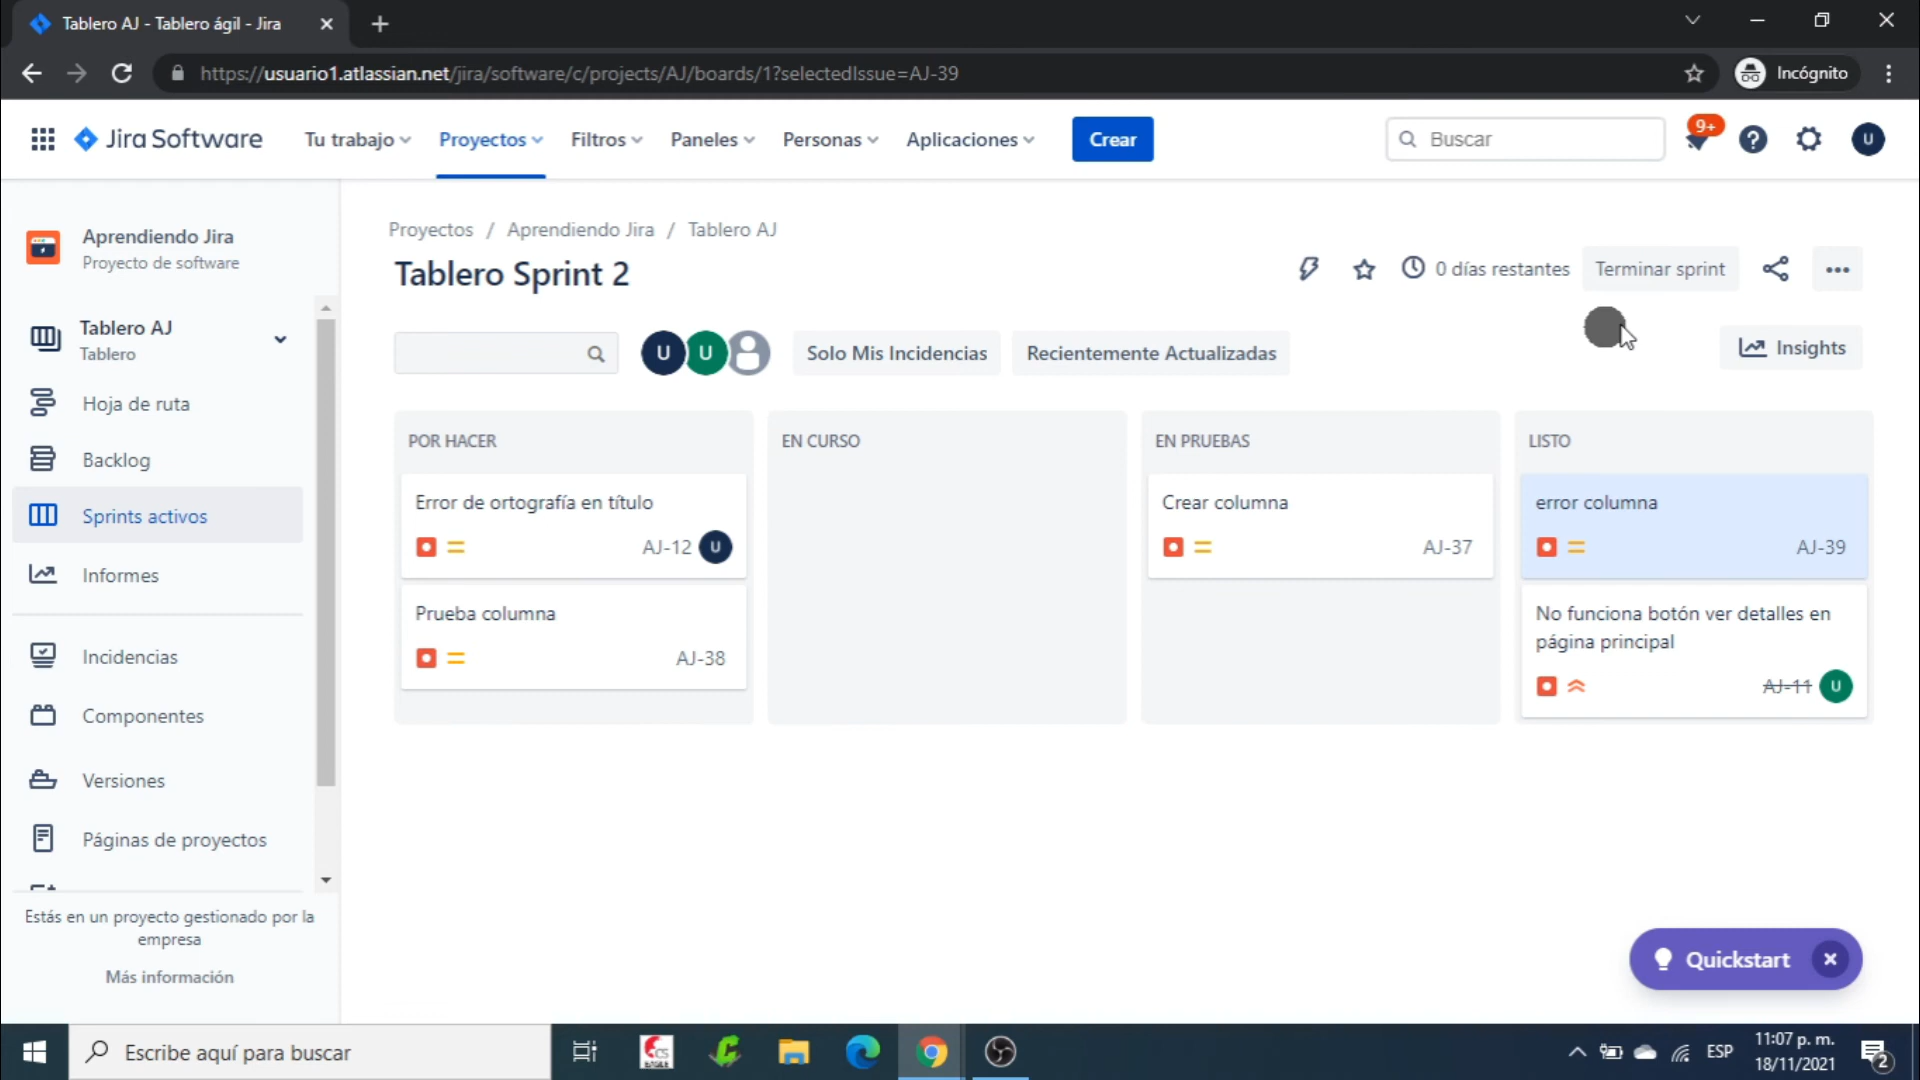 Tablero AJ - Tablero ágil - Jira
https://usuario1.atlassian.net/jira/software/c/projects/AJ/boards/1?selectedIssue=AJ-39
Incógnito
Jira Software
Tu trabajo
Proyectos
Filtros
Paneles
Personas
Aplicaciones
Crear
Buscar
9+
U
Aprendiendo Jira
Proyecto de software
Tablero AJ
Tablero
Hoja de ruta
Backlog
Sprints activos
Informes
Incidencias
Componentes
Versiones
Páginas de proyectos
Estás en un proyecto gestionado por la
empresa
Más información
Proyectos / Aprendiendo Jira / Tablero AJ
Tablero Sprint 2
0 días restantes
Terminar sprint
U
U
Solo Mis Incidencias
Recientemente Actualizadas
Insights
POR HACER
Error de ortografía en título
AJ-12
U
Prueba columna
AJ-38
EN CURSO
EN PRUEBAS
Crear columna
AJ-37
LISTO
error columna
AJ-39
No funciona botón ver detalles en
página principal
AJ-11
U
Quickstart
Escribe aquí para buscar
CS
EAGLE
ESP
11:07 p. m.
18/11/2021
2